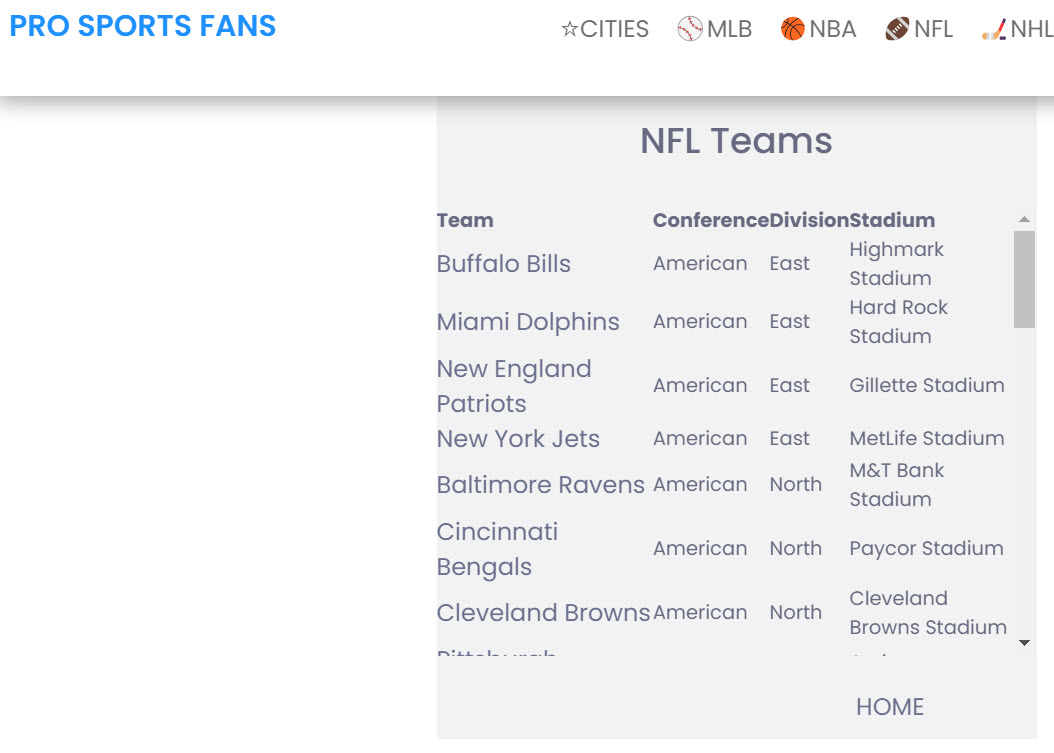 PRO SPORTS FANS
☆CITIES ⚾MLB 🏀NBA 🏈NFL 🏒NHL
NFL Teams
Team Conference Division Stadium
Buffalo Bills American East Highmark Stadium
Miami Dolphins American East Hard Rock Stadium
New England Patriots American East Gillette Stadium
New York Jets American East MetLife Stadium
Baltimore Ravens American North M&T Bank Stadium
Cincinnati Bengals American North Paycor Stadium
Cleveland Browns American North Cleveland Browns Stadium
HOME